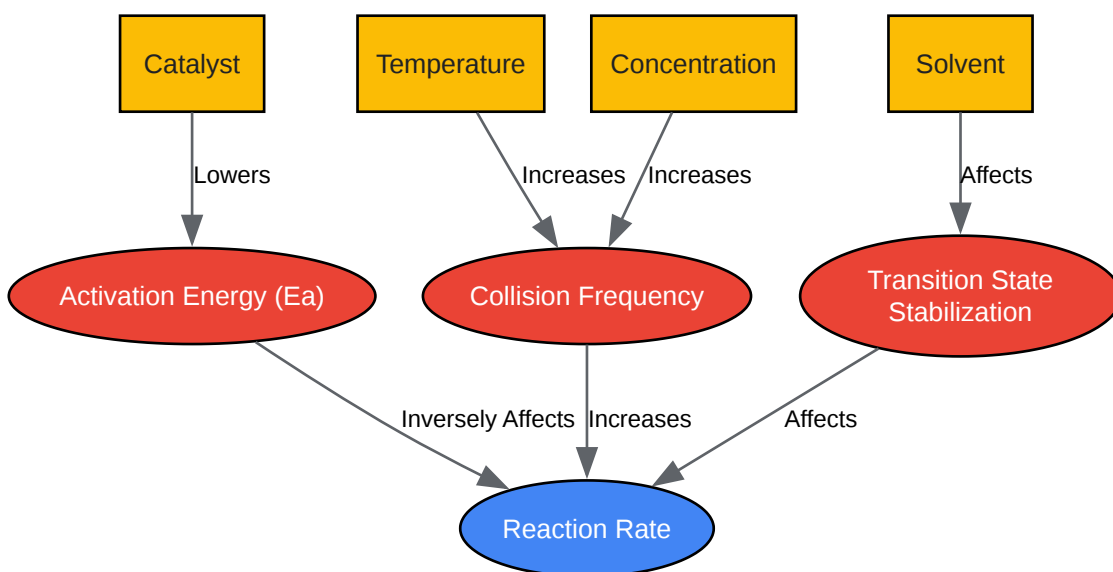 Catalyst
Temperature
Concentration
Solvent
Lowers
Increases
Increases
Affects
Activation Energy (Ea)
Collision Frequency
Transition State
Stabilization
Inversely Affects
Increases
Affects
Reaction Rate